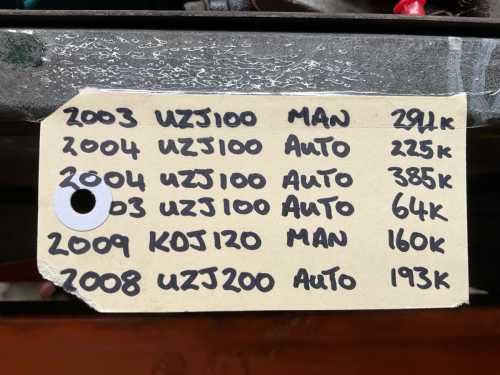 2003 UZJ100 MAN 291K
2004 UZJ100 AUTO 225K
2004 UZJ100 AUTO 385K
03 UZJ100 AUTO 64K
2009 KDJ120 MAN 160K
2008 UZJ200 AUTO 193K